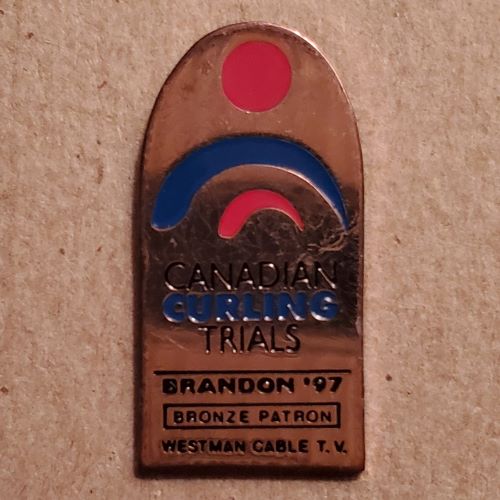 CANADIAN
CURLING
TRIALS
BRANDON '97
BRONZE PATRON
WESTMAN CABLE T.V.